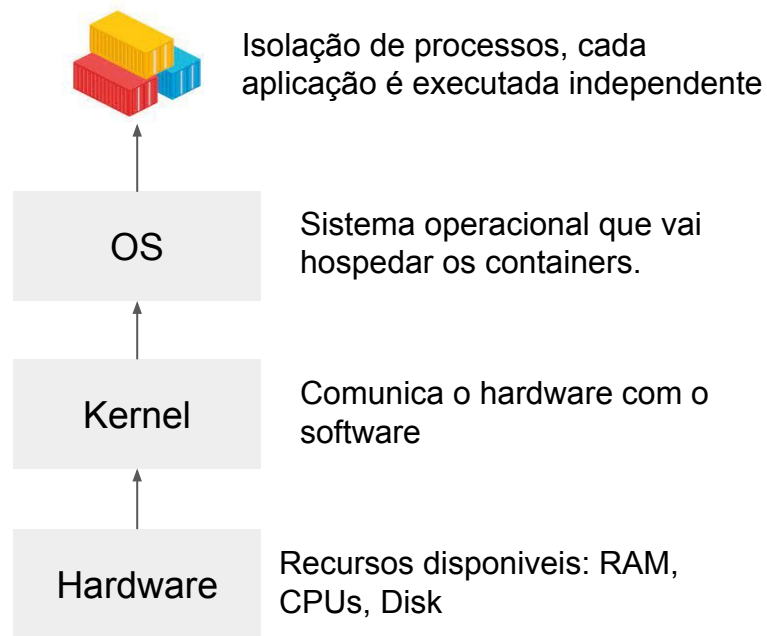 Isolação de processos, cada
aplicação é executada independente
OS
Sistema operacional que vai
hospedar os containers.
Kernel
Comunica o hardware com o
software
Hardware
Recursos disponiveis: RAM,
CPUs, Disk